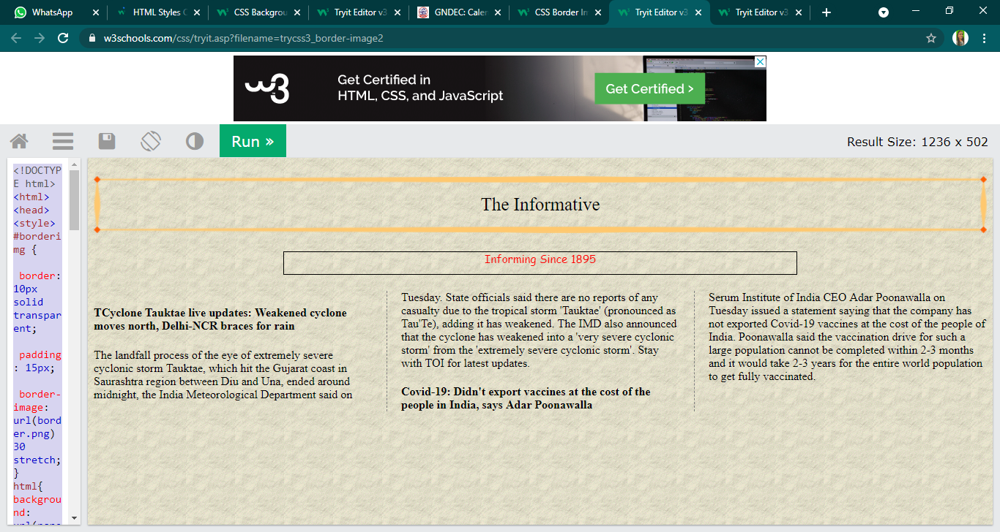 WhatsApp
HTML Styles C
CSS Backgrou
Tryit Editor v3
GNDEC: Caler
CSS Border Im
Tryit Editor v3
Tryit Editor v3
w3schools.com/css/tryit.asp?filename=trycss3_border-image2
w3
Get Certified in
HTML, CSS, and JavaScript
Get Certified >
Run »
Result Size: 1236 x 502
<!DOCTYP
E html>
<html>
<head>
<style>
#borderi
mg {
border:
10px
solid
transpar
ent;
padding
: 15px;
border-
image:
url(bord
er.png)
30
stretch;
}
html{
backgrou
nd:
The Informative
Informing Since 1895
TCyclone Tauktae live updates: Weakened cyclone
moves north, Delhi-NCR braces for rain
The landfall process of the eye of extremely severe
cyclonic storm Tauktae, which hit the Gujarat coast in
Saurashtra region between Diu and Una, ended around
midnight, the India Meteorological Department said on
Tuesday. State officials said there are no reports of any
casualty due to the tropical storm 'Tauktae' (pronounced as
Tau'Te), adding it has weakened. The IMD also announced
that the cyclone has weakened into a 'very severe cyclonic
storm' from the 'extremely severe cyclonic storm'. Stay
with TOI for latest updates.
Covid-19: Didn't export vaccines at the cost of the
people in India, says Adar Poonawalla
Serum Institute of India CEO Adar Poonawalla on
Tuesday issued a statement saying that the company has
not exported Covid-19 vaccines at the cost of the people of
India. Poonawalla said the vaccination drive for such a
large population cannot be completed within 2-3 months
and it would take 2-3 years for the entire world population
to get fully vaccinated.